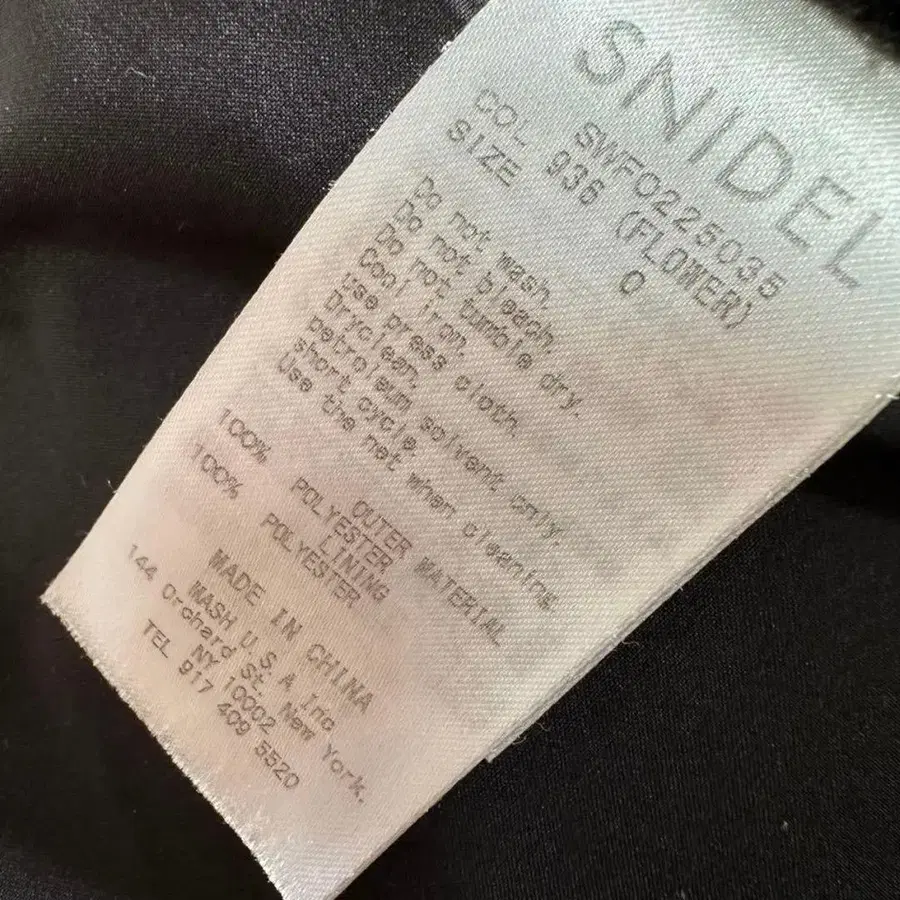 SNIDEL
SWFO225035
COL 936 (FLOWER)
SIZE 0
Do not wash.
Do not bleach.
Do not tumble dry.
Cool iron.
use press cloth.
Dryclean.
petroleum solvent only.
short cycle.
Use the net when cleaning.
OUTER MATERIAL
100% POLYESTER
LINING
100% POLYESTER
MADE IN CHINA
MASH U.S.A Inc
144 Orchard St. New York.
NY 10002
TEL 917 409 5520